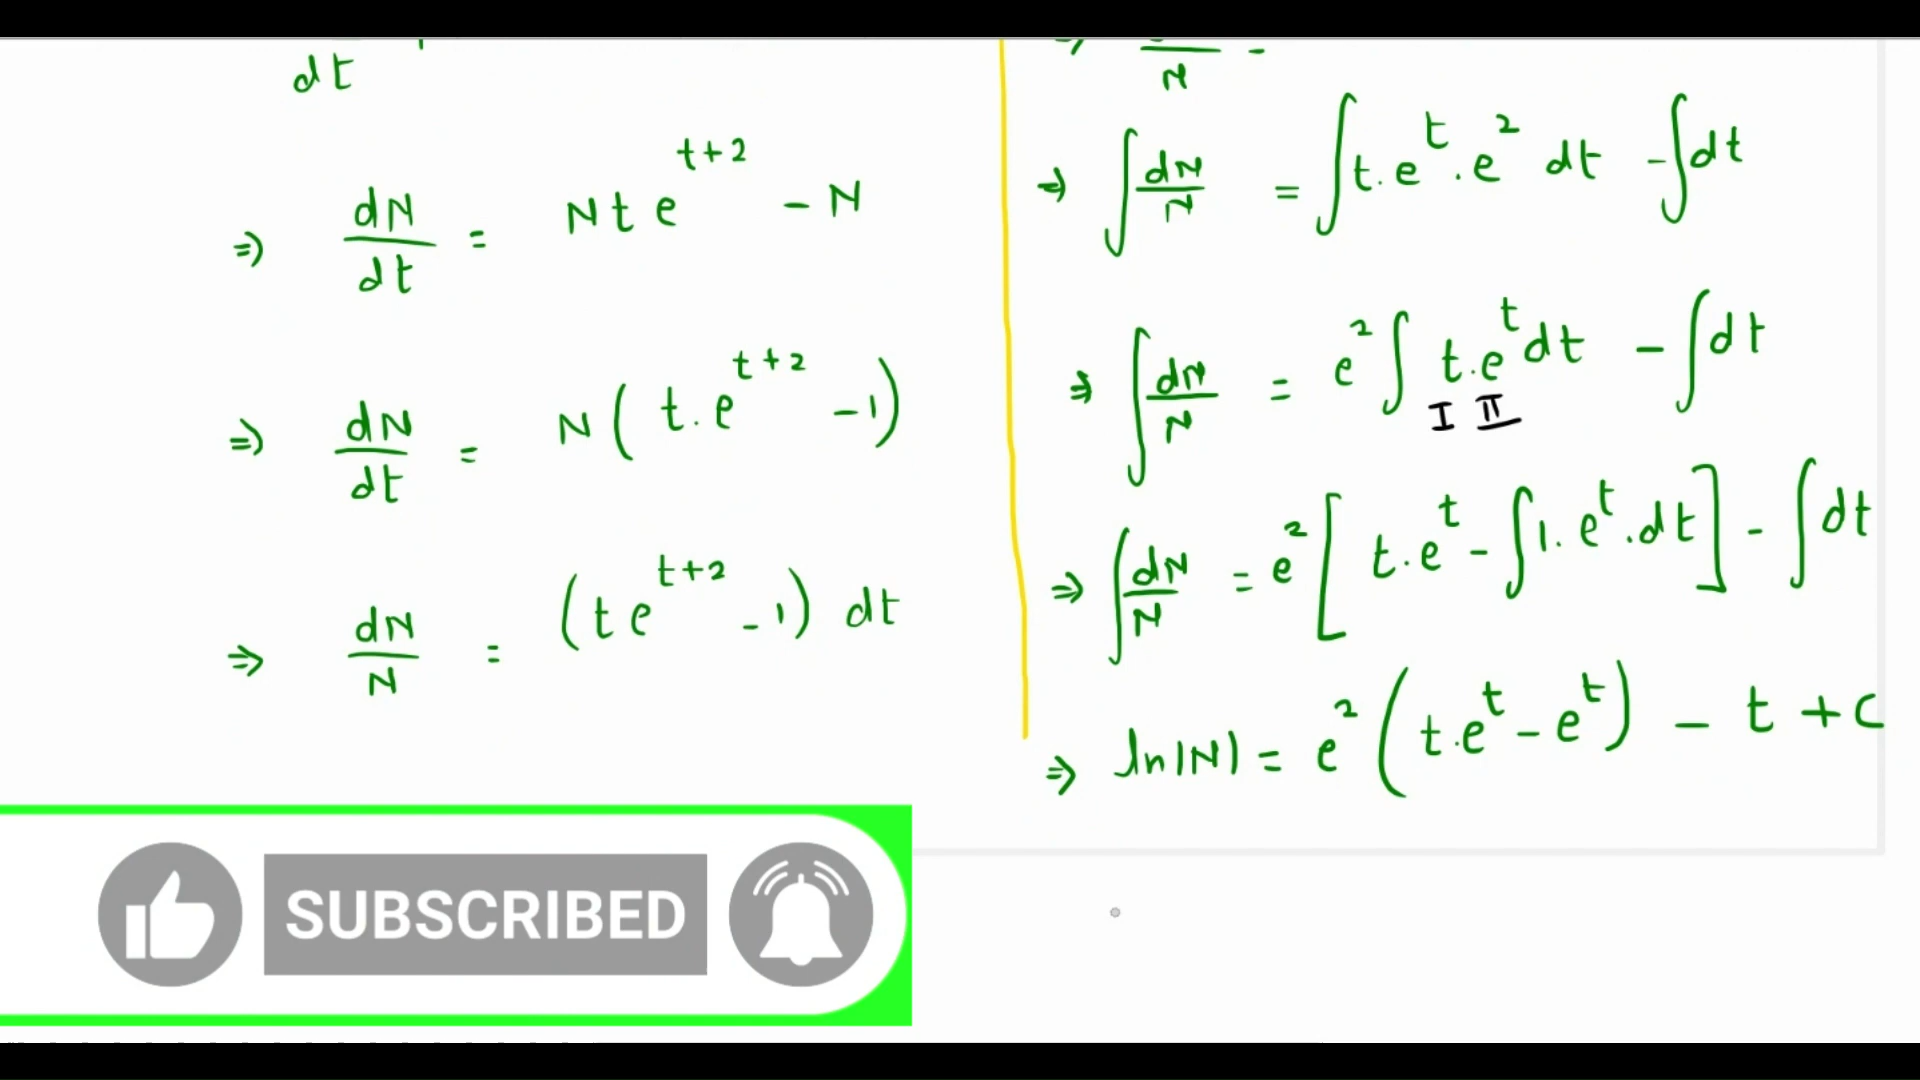 dt
⇒ dN/dt = N t e^{t+2} - N
⇒ dN/dt = N ( t.e^{t+2} - 1)
⇒ dN/N = (t e^{t+2} - 1) dt
⇒ N -
⇒ ∫ dN/N = ∫ t.e^t.e^2 dt - ∫dt
⇒ ∫ dN/N = e^2 ∫ t.e^t dt - ∫dt
I II
⇒ ∫ dN/N = e^2 [ t.e^t - ∫1.e^t.dt ] - ∫dt
⇒ ln|N| = e^2 ( t.e^t - e^t ) - t + C
SUBSCRIBED